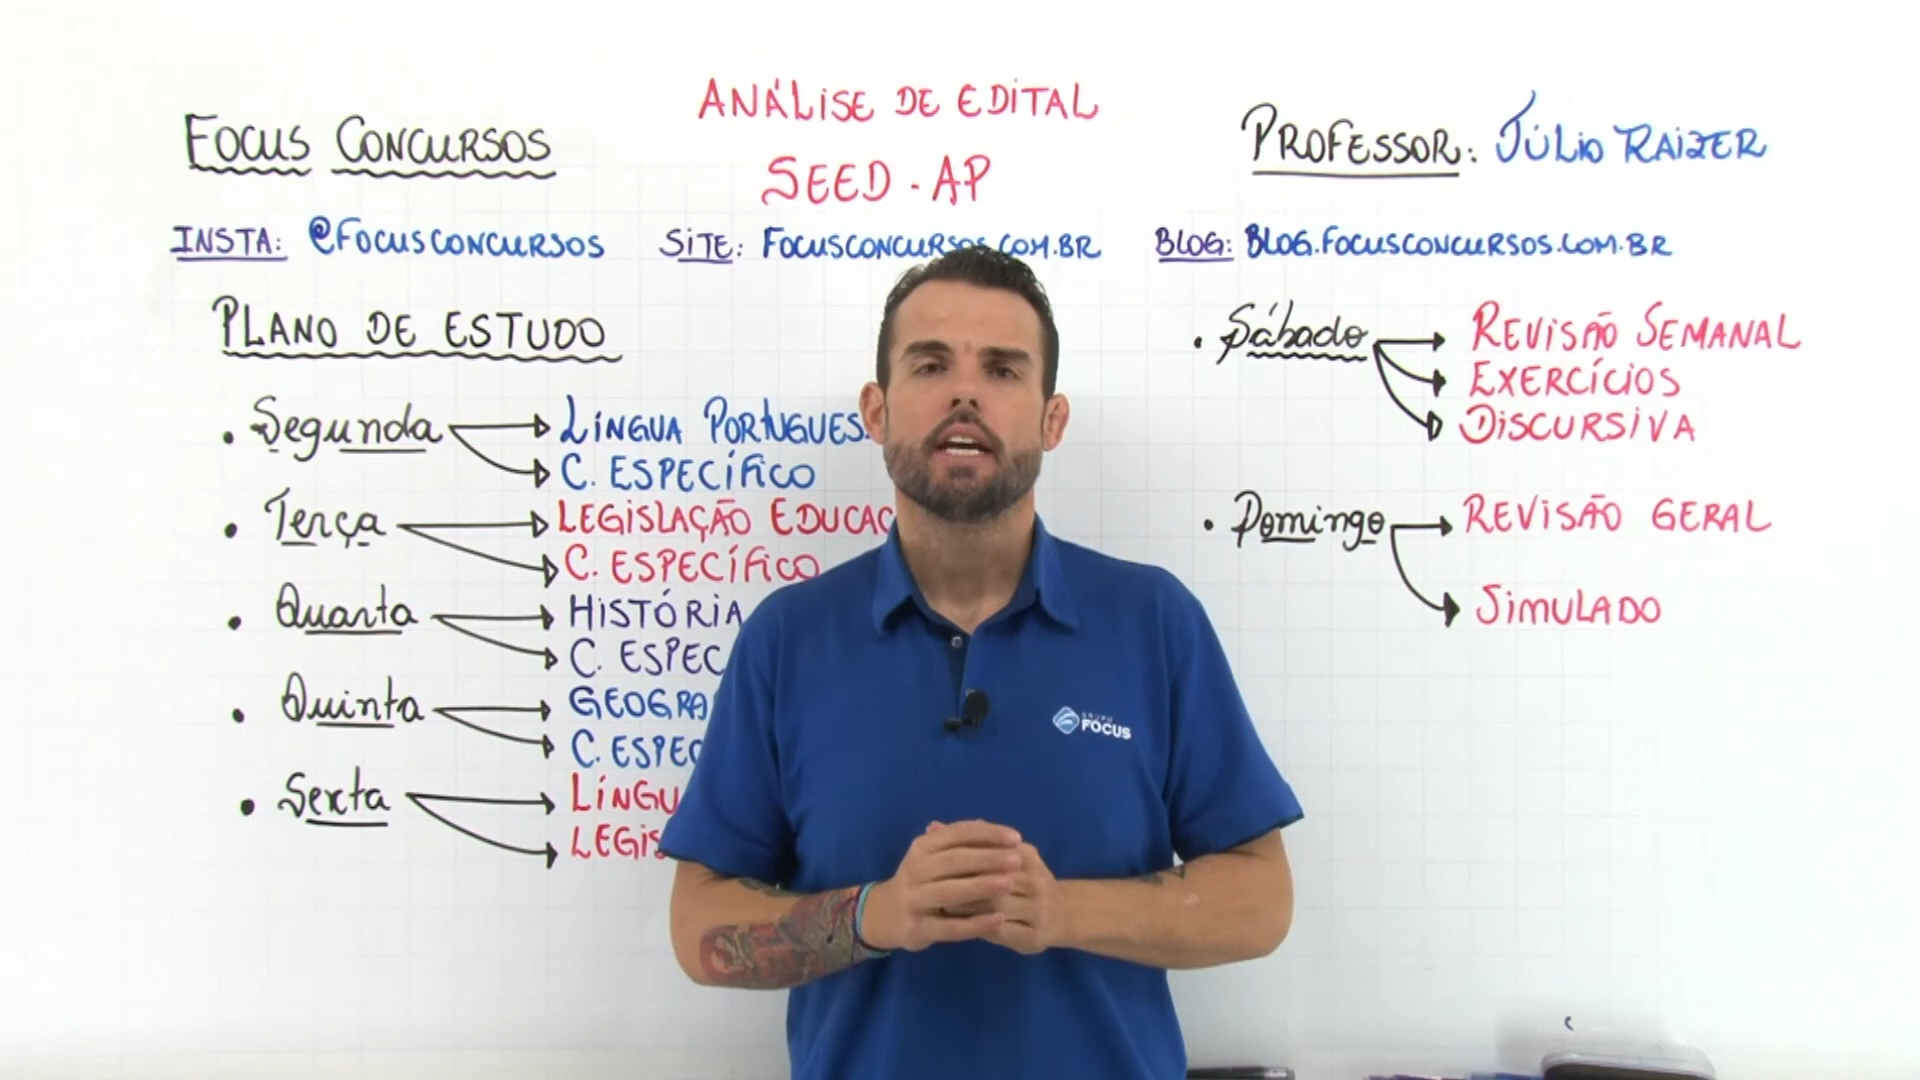 ANÁLISE DE EDITAL
SEED - AP
FOCUS CONCURSOS
PROFESSOR: JÚLIO RAIZER
INSTA: @FOCUSCONCURSOS
SITE: FOCUSCONCURSOS.COM.BR
BLOG: BLOG.FOCUSCONCURSOS.COM.BR
PLANO DE ESTUDO
• Segunda
LÍNGUA PORTUGUES
C. ESPECÍFICO
• Terça
LEGISLAÇÃO EDUCAC
C. ESPECÍFICO
• Quarta
HISTÓRIA
C. ESPEC
• Quinta
GEOGRA
C. ESPEC
• Sexta
LÍNGU
LEGIS
• Sábado
REVISÃO SEMANAL
EXERCÍCIOS
DISCURSIVA
• Domingo
REVISÃO GERAL
SIMULADO
GRUPO
FOCUS